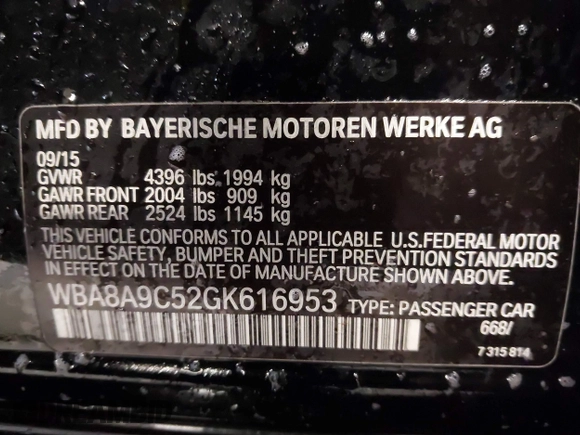 MFD BY BAYERISCHE MOTOREN WERKE AG
09/15
GVWR 4396 lbs 1994 kg
GAWR FRONT 2004 lbs 909 kg
GAWR REAR 2524 lbs 1145 kg
THIS VEHICLE CONFORMS TO ALL APPLICABLE U.S.FEDERAL MOTOR
VEHICLE SAFETY, BUMPER AND THEFT PREVENTION STANDARDS
IN EFFECT ON THE DATE OF MANUFACTURE SHOWN ABOVE.
WBA8A9C52GK616953 TYPE: PASSENGER CAR
668/
7 315 814